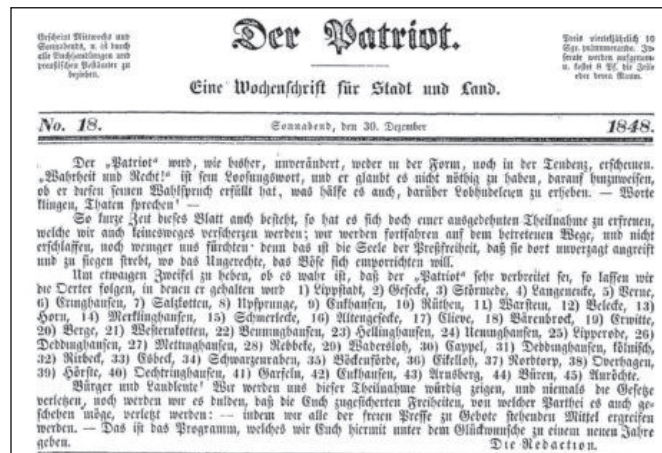 Erscheint Mittwochs und
Sonnabends, u. ist durch
alle Buchhandlungen und
preußischen Postämter zu
beziehen.
Der Patriot.
Eine Wochenschrift für Stadt und Land.
Preis vierteljährlich 10
Sgr. pränumerando. In-
serate werden aufgenom-
u. kostet 8 Pf. die Zeile
oder deren Raum.
No. 18.
Sonnabend, den 30. Dezember
1848.
Der „Patriot“ wird, wie bisher, unverändert, weder in der Form, noch in der Tendenz, erscheinen.
„Wahrheit und Recht!“ ist sein Loosungswort, und er glaubt es nicht nöthig zu haben, darauf hinzuweisen,
ob er diesen seinen Wahlspruch erfüllt hat, was hälfe es auch, darüber Lobhudeleien zu erheben. — Worte
klingen, Thaten sprechen! —
So kurze Zeit dieses Blatt auch besteht, so hat es sich doch einer ausgedehnten Theilnahme zu erfreuen,
welche wir auch keinesweges verscherzen werden; wir werden fortfahren auf dem betretenen Wege, und nicht
erschlaffen, noch weniger uns fürchten; denn das ist die Seele der Preßfreiheit, daß sie dort unverzagt angreift
und zu siegen strebt, wo das Ungerechte, das Böse sich emporrichten will.
Um etwaigen Zweifel zu heben, ob es wahr ist, daß der „Patriot“ sehr verbreitet sei, so lassen wir
die Oerter folgen, in denen er gehalten wird 1) Lippstadt, 2) Gesecke, 3) Störmede, 4) Langeneicke, 5) Verne,
6) Eringhausen, 7) Salzkotten, 8) Upsprunge, 9) Enkhausen, 10) Rüthen, 11) Warstein, 12) Belecke, 13)
Horn, 14) Merklinghausen, 15) Schmerlecke, 16) Altengesecke, 17) Clieve, 18) Bärenbrock, 19) Erwitte,
20) Berge, 21) Westernkotten, 22) Benninghausen, 23) Hellinghausen, 24) Uenninghausen, 25) Lipperode, 26)
Dedinghausen, 27) Mettinghausen, 28) Rebbeke, 29) Wadersloh, 30) Cappel, 31) Dedinghausen, kölnisch,
32) Rixbeck, 33) Esbeck, 34) Schwarzenraben, 35) Böckenförde, 36) Eikelloh, 37) Nordtorp, 38) Overhagen,
39) Hörste, 40) Oechtringhausen, 41) Garfeln, 42) Enkhausen, 43) Arnsberg, 44) Büren, 45) Anröchte.
Bürger und Landleute! Wir werden uns dieser Theilnahme würdig zeigen, und niemals die Gesetze
verletzen, noch werden wir es dulden, daß die Euch zugesicherten Freiheiten, von welcher Parthei es auch ge-
schehen möge, verletzt werden: — indem wir alle der freien Presse zu Gebote stehenden Mittel ergreifen
werden. — Das ist das Programm, welches wir Euch hiermit unter dem Glückwunsche zu einem neuen Jahre
geben.
Die Redaction.